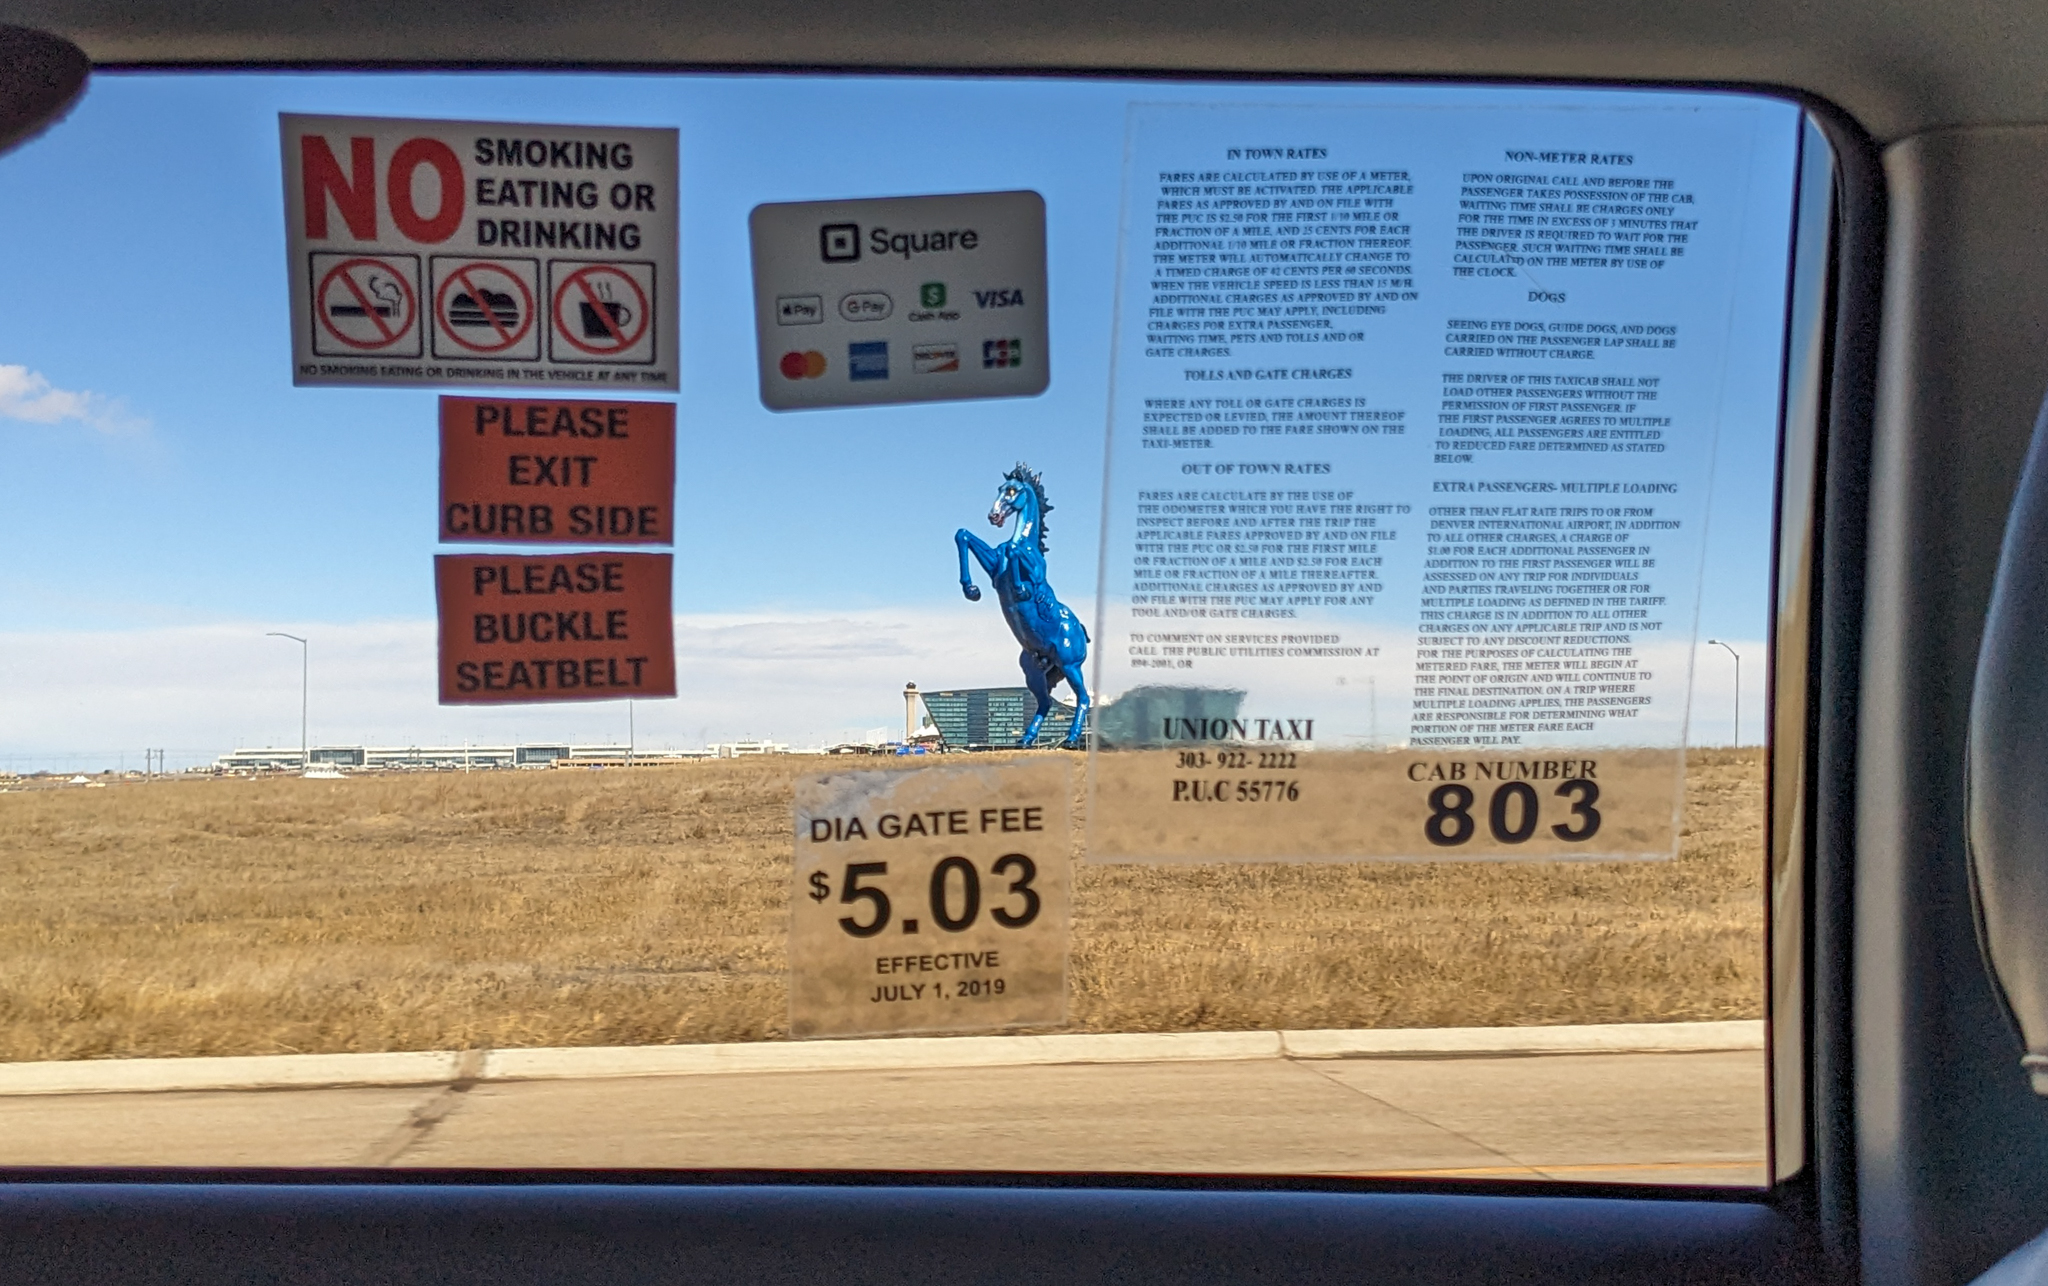 NO SMOKING
EATING OR
DRINKING
NO SMOKING EATING OR DRINKING IN THE VEHICLE AT ANY TIME
PLEASE
EXIT
CURB SIDE
PLEASE
BUCKLE
SEATBELT
Square
Pay
G Pay
Cash App
VISA
DISCOVER
JCB
DIA GATE FEE
$5.03
EFFECTIVE
JULY 1, 2019
IN TOWN RATES
FARES ARE CALCULATED BY USE OF A METER,
WHICH MUST BE ACTIVATED. THE APPLICABLE
FARES AS APPROVED BY AND ON FILE WITH
THE PUC IS $2.50 FOR THE FIRST 1/10 MILE OR
FRACTION OF A MILE, AND 25 CENTS FOR EACH
ADDITIONAL 1/10 MILE OR FRACTION THEREOF.
THE METER WILL AUTOMATICALLY CHANGE TO
A TIMED CHARGE OF 42 CENTS PER 60 SECONDS.
WHEN THE VEHICLE SPEED IS LESS THAN 15 M/H.
ADDITIONAL CHARGES AS APPROVED BY AND ON
FILE WITH THE PUC MAY APPLY, INCLUDING
CHARGES FOR EXTRA PASSENGER,
WAITING TIME, PETS AND TOLLS AND OR
GATE CHARGES.
TOLLS AND GATE CHARGES
WHERE ANY TOLL OR GATE CHARGES IS
EXPECTED OR LEVIED, THE AMOUNT THEREOF
SHALL BE ADDED TO THE FARE SHOWN ON THE
TAXI-METER.
OUT OF TOWN RATES
FARES ARE CALCULATE BY THE USE OF
THE ODOMETER WHICH YOU HAVE THE RIGHT TO
INSPECT BEFORE AND AFTER THE TRIP THE
APPLICABLE FARES APPROVED BY AND ON FILE
WITH THE PUC OR $2.50 FOR THE FIRST MILE
OR FRACTION OF A MILE AND $2.50 FOR EACH
MILE OR FRACTION OF A MILE THEREAFTER.
ADDITIONAL CHARGES AS APPROVED BY AND
ON FILE WITH THE PUC MAY APPLY FOR ANY
TOOL AND/OR GATE CHARGES.
TO COMMENT ON SERVICES PROVIDED
CALL THE PUBLIC UTILITIES COMMISSION AT
894-2001, OR
UNION TAXI
303- 922- 2222
P.U.C 55776
NON-METER RATES
UPON ORIGINAL CALL AND BEFORE THE
PASSENGER TAKES POSSESSION OF THE CAB,
WAITING TIME SHALL BE CHARGES ONLY
FOR THE TIME IN EXCESS OF 3 MINUTES THAT
THE DRIVER IS REQUIRED TO WAIT FOR THE
PASSENGER. SUCH WAITING TIME SHALL BE
CALCULATED ON THE METER BY USE OF
THE CLOCK.
DOGS
SEEING EYE DOGS, GUIDE DOGS, AND DOGS
CARRIED ON THE PASSENGER LAP SHALL BE
CARRIED WITHOUT CHARGE.
THE DRIVER OF THIS TAXICAB SHALL NOT
LOAD OTHER PASSENGERS WITHOUT THE
PERMISSION OF FIRST PASSENGER. IF
THE FIRST PASSENGER AGREES TO MULTIPLE
LOADING, ALL PASSENGERS ARE ENTITLED
TO REDUCED FARE DETERMINED AS STATED
BELOW.
EXTRA PASSENGERS- MULTIPLE LOADING
OTHER THAN FLAT RATE TRIPS TO OR FROM
DENVER INTERNATIONAL AIRPORT, IN ADDITION
TO ALL OTHER CHARGES, A CHARGE OF
$1.00 FOR EACH ADDITIONAL PASSENGER IN
ADDITION TO THE FIRST PASSENGER WILL BE
ASSESSED ON ANY TRIP FOR INDIVIDUALS
AND PARTIES TRAVELING TOGETHER OR FOR
MULTIPLE LOADING AS DEFINED IN THE TARIFF.
THIS CHARGE IS IN ADDITION TO ALL OTHER
CHARGES ON ANY APPLICABLE TRIP AND IS NOT
SUBJECT TO ANY DISCOUNT REDUCTIONS.
FOR THE PURPOSES OF CALCULATING THE
METERED FARE, THE METER WILL BEGIN AT
THE POINT OF ORIGIN AND WILL CONTINUE TO
THE FINAL DESTINATION. ON A TRIP WHERE
MULTIPLE LOADING APPLIES, THE PASSENGERS
ARE RESPONSIBLE FOR DETERMINING WHAT
PORTION OF THE METER FARE EACH
PASSENGER WILL PAY.
CAB NUMBER
803